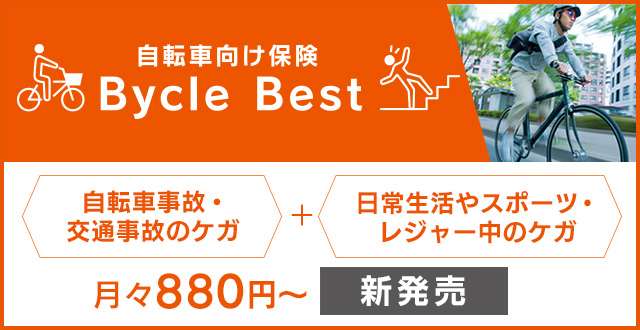 自転車向け保険
Bycle Best
自転車事故・
交通事故のケガ
+
日常生活やスポーツ・
レジャー中のケガ
月々880円〜
新発売